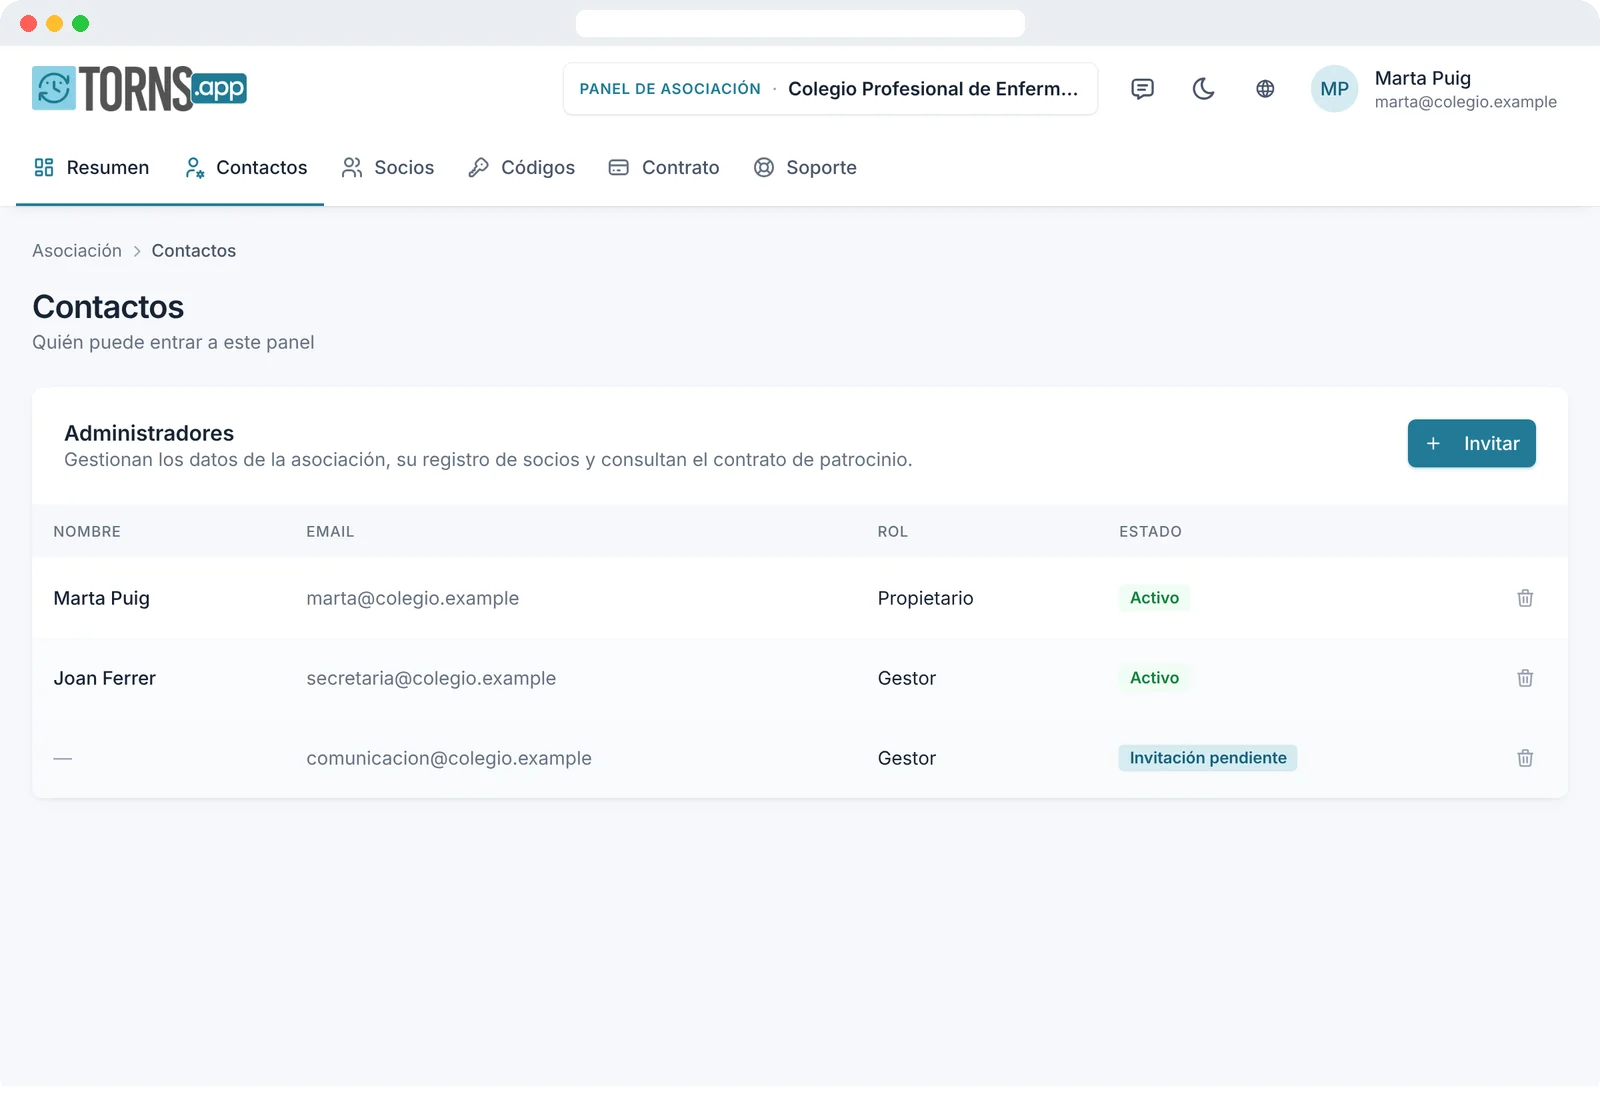 TORNS.app
PANEL DE ASOCIACIÓN · Colegio Profesional de Enferm...
MP
Marta Puig
marta@colegio.example
Resumen
Contactos
Socios
Códigos
Contrato
Soporte
Asociación > Contactos
Contactos
Quién puede entrar a este panel
Administradores
Gestionan los datos de la asociación, su registro de socios y consultan el contrato de patrocinio.
+ Invitar
NOMBRE EMAIL ROL ESTADO
Marta Puig marta@colegio.example Propietario Activo
Joan Ferrer secretaria@colegio.example Gestor Activo
— comunicacion@colegio.example Gestor Invitación pendiente